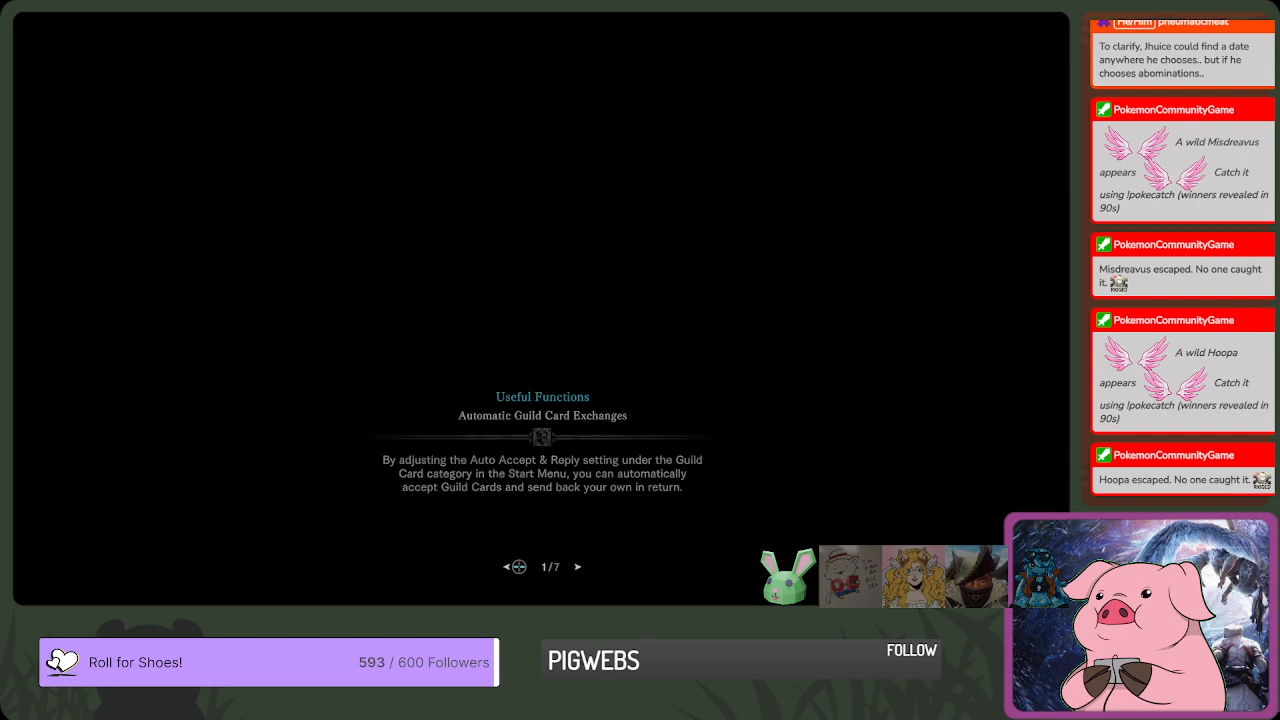 Useful Functions
Automatic Guild Card Exchanges
By adjusting the Auto Accept & Reply setting under the Guild
Card category in the Start Menu, you can automatically
accept Guild Cards and send back your own in return.
1/7
He/Him pneumaticmeat
To clarify, Jhuice could find a date
anywhere he chooses.. but if he
chooses abominations..
PokemonCommunityGame
A wild Misdreavus
appears Catch it
using !pokecatch (winners revealed in
90s)
PokemonCommunityGame
Misdreavus escaped. No one caught
it.
PokemonCommunityGame
A wild Hoopa
appears Catch it
using !pokecatch (winners revealed in
90s)
PokemonCommunityGame
Hoopa escaped. No one caught it.
Roll for Shoes! 593 / 600 Followers
PIGWEBS FOLLOW